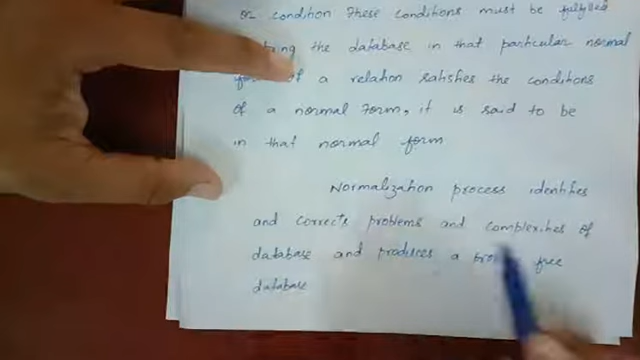 or condition These conditions must be fulfilled
the database in that particular normal
of a relation satisfies the conditions
of a normal Form, it is said to be
in that normal form
Normalization process identifies
and corrects problems and complexities of
database and produces a free
database